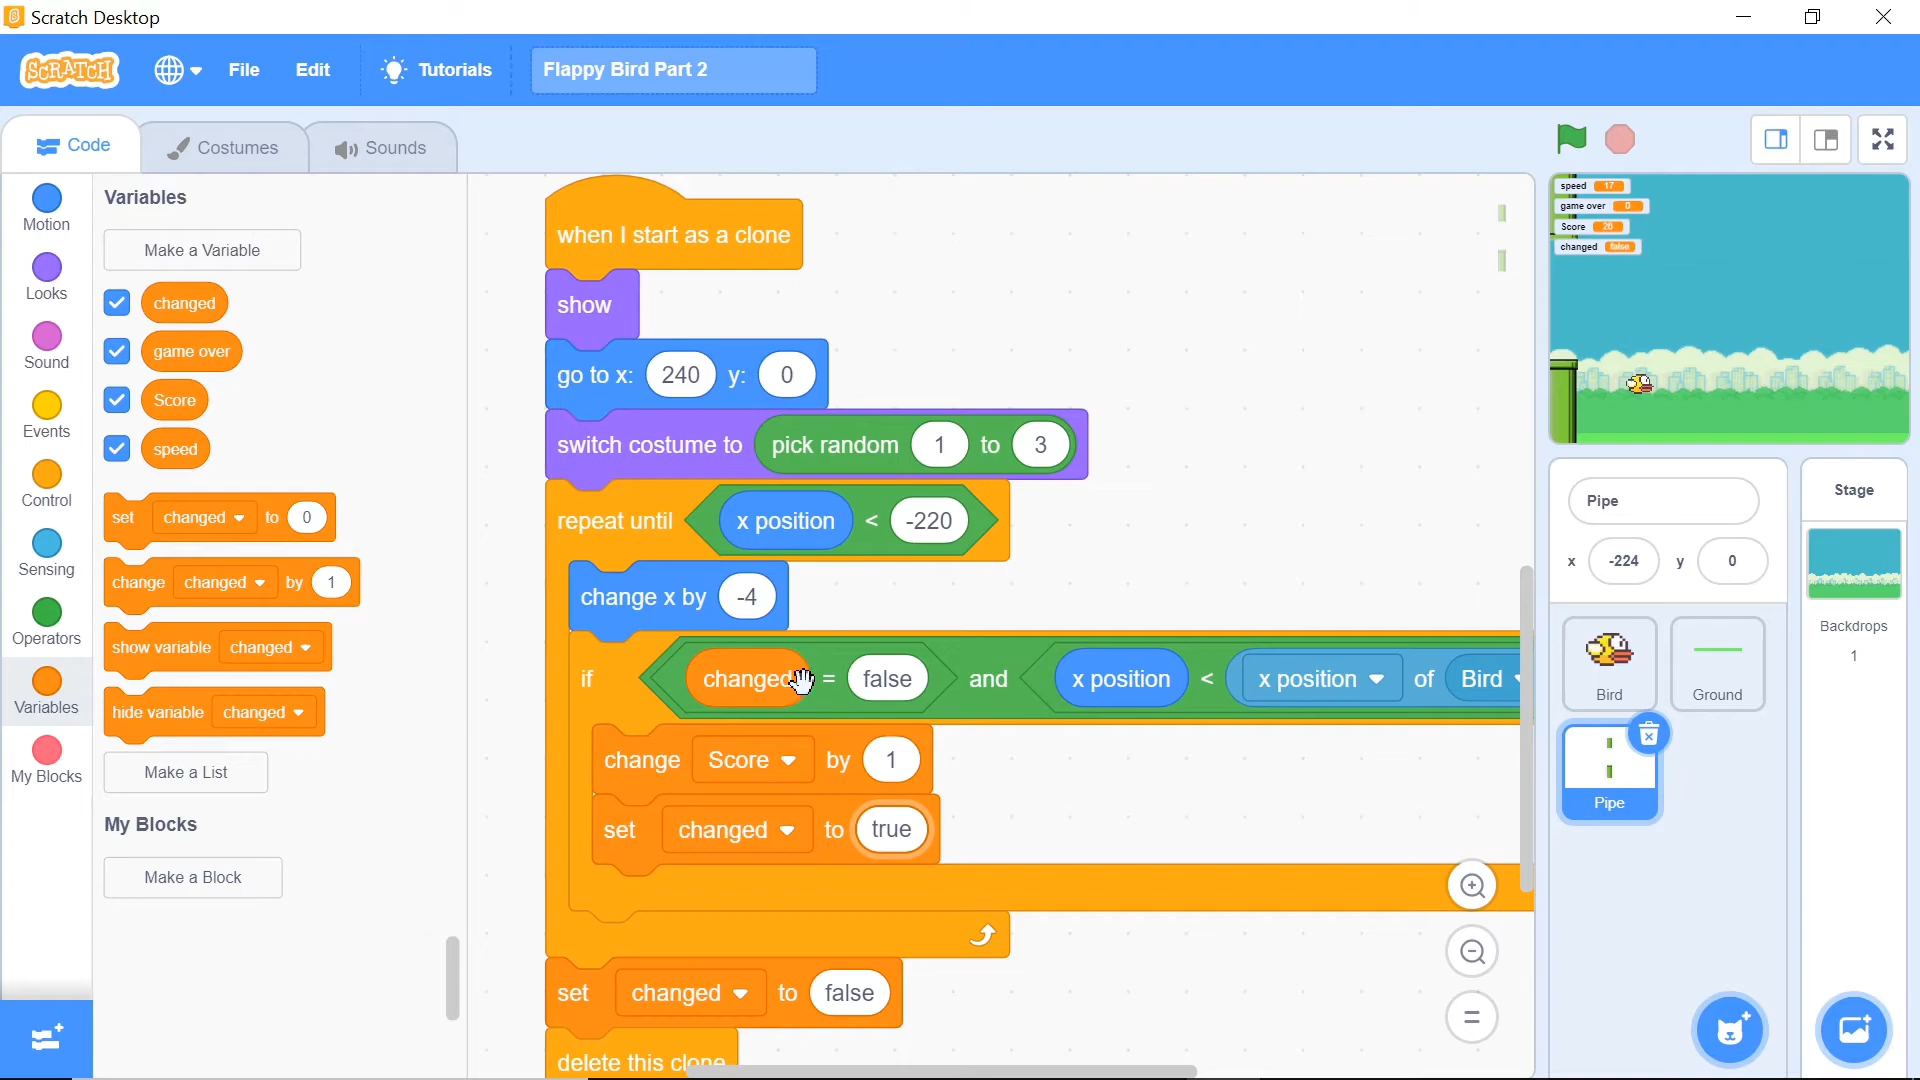 Scratch Desktop
SCRATCH
File
Edit
Tutorials
Flappy Bird Part 2
Code
Costumes
Sounds
Motion
Looks
Sound
Events
Control
Sensing
Operators
Variables
My Blocks
Variables
Make a Variable
changed
game over
Score
speed
set changed to 0
change changed by 1
show variable changed
hide variable changed
Make a List
My Blocks
Make a Block
when I start as a clone
show
go to x: 240 y: 0
switch costume to pick random 1 to 3
repeat until x position < -220
change x by -4
if changed = false and x position < x position of Bird
change Score by 1
set changed to true
set changed to false
delete this clone
speed 17
game over 0
Score 26
changed false
Pipe
x -224 y 0
Bird
Ground
Pipe
Stage
Backdrops
1